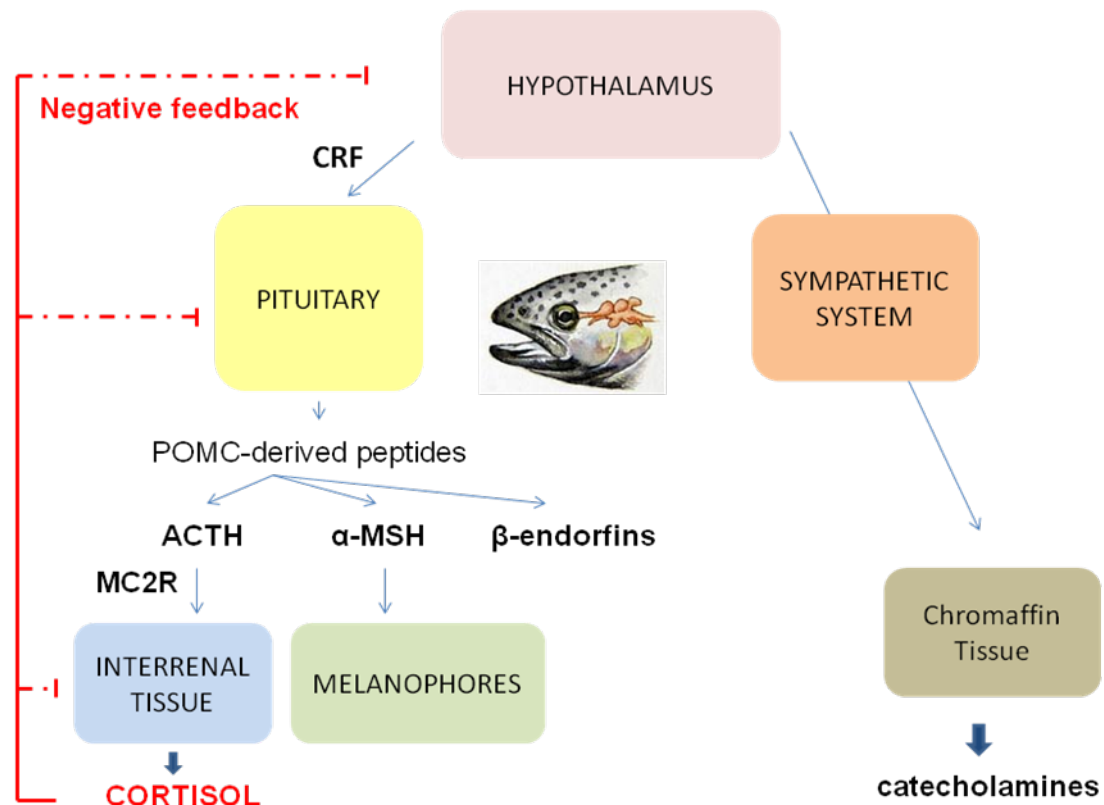 HYPOTHALAMUS
Negative feedback
CRF
PITUITARY
SYMPATHETIC
SYSTEM
POMC-derived peptides
ACTH
α-MSH
β-endorfins
MC2R
INTERRENAL
TISSUE
MELANOPHORES
Chromaffin
Tissue
CORTISOL
catecholamines